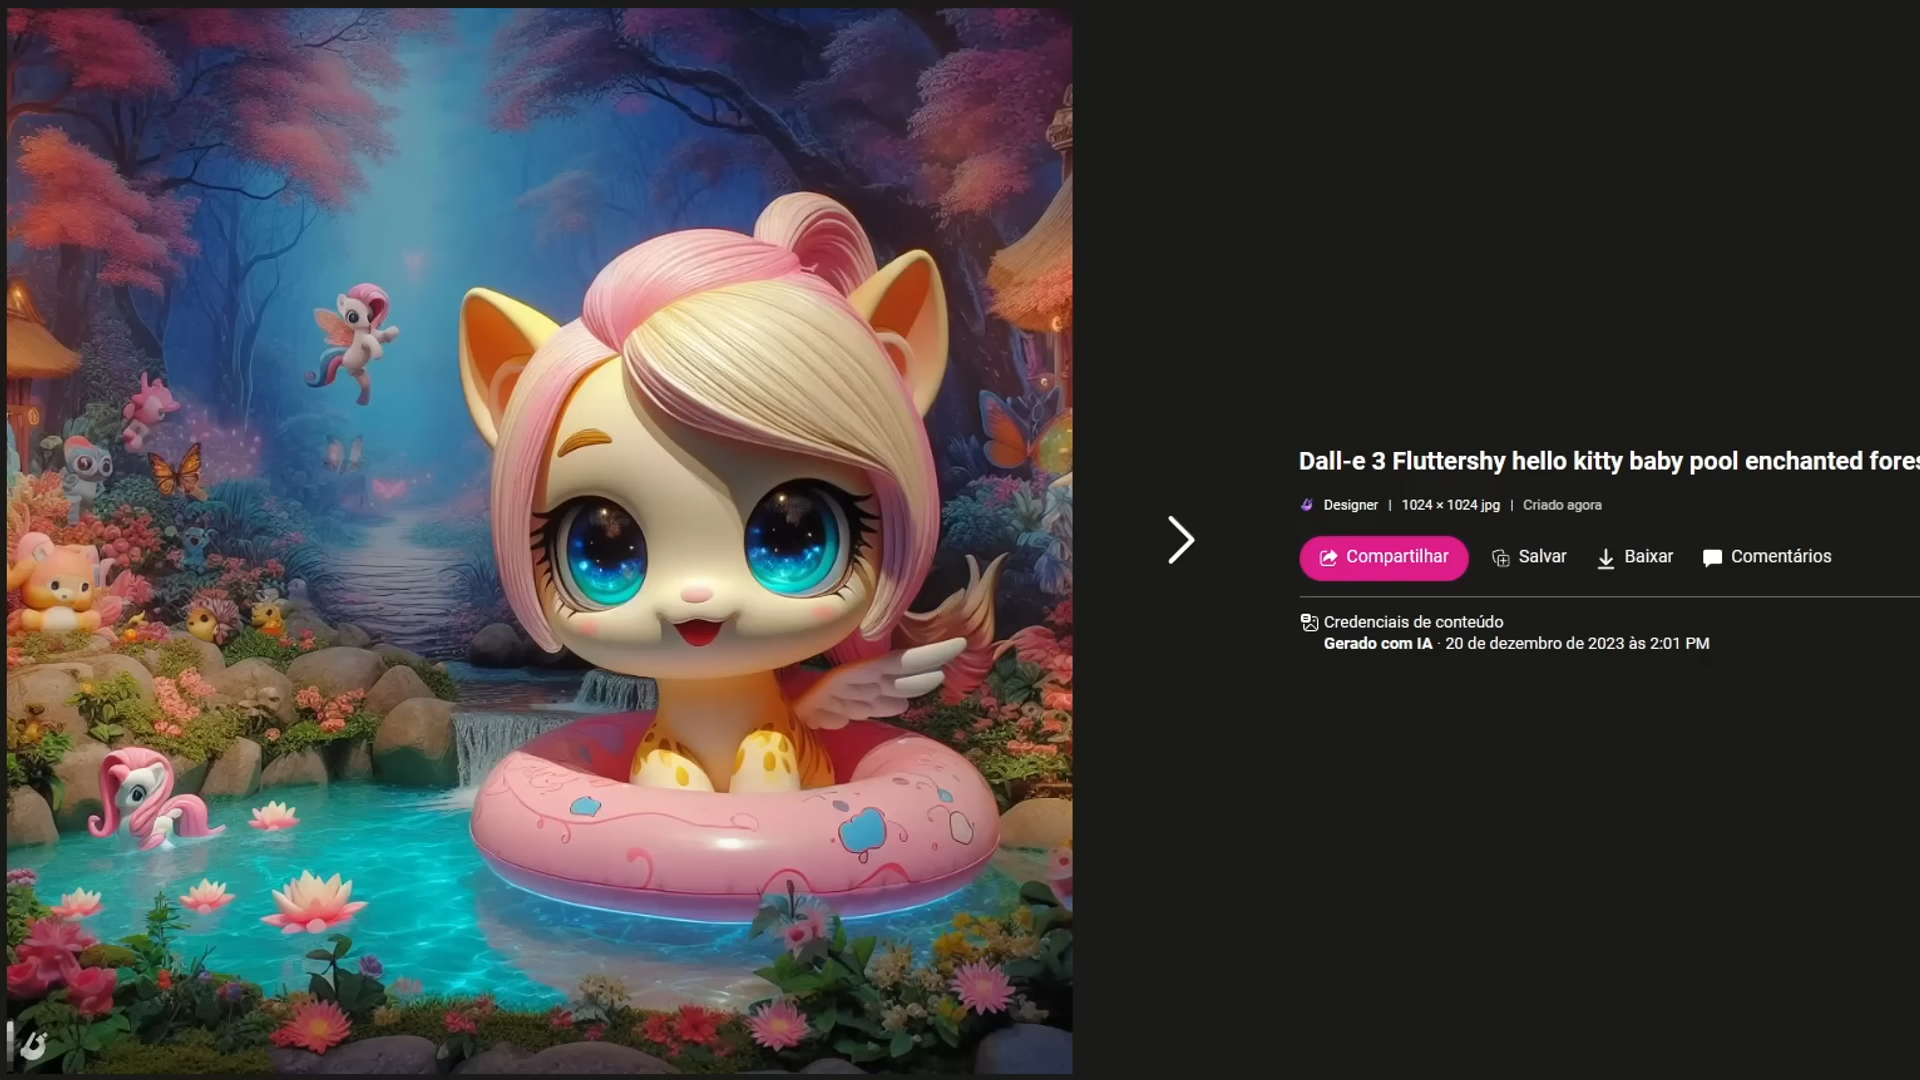 Dall-e 3 Fluttershy hello kitty baby pool enchanted fores
Designer | 1024 × 1024 jpg | Criado agora
Compartilhar Salvar Baixar Comentários
Credenciais de conteúdo
Gerado com IA · 20 de dezembro de 2023 às 2:01 PM